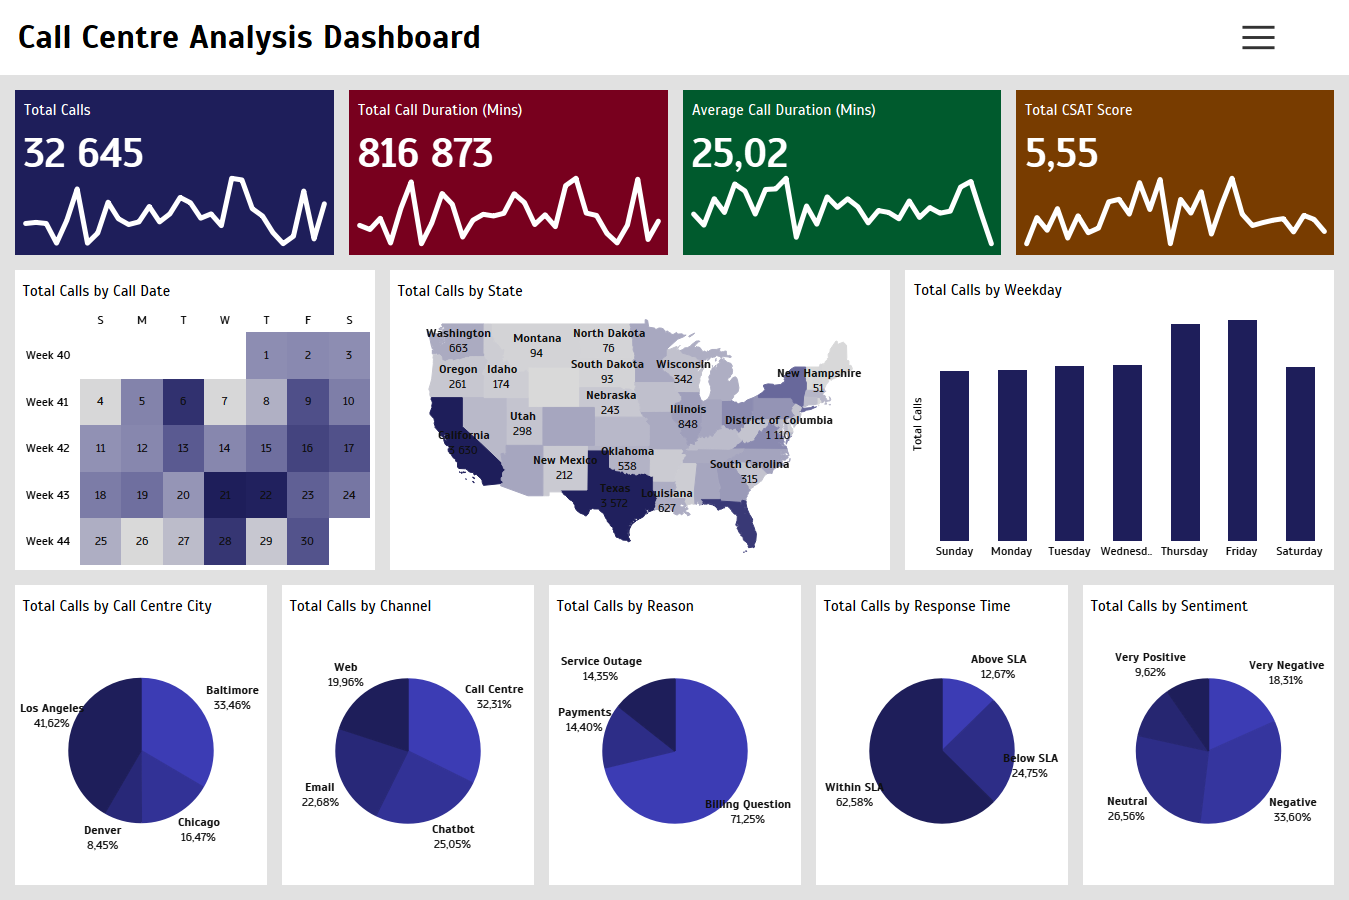 Call Centre Analysis Dashboard
Total Calls
32 645
Total Call Duration (Mins)
816 873
Average Call Duration (Mins)
25,02
Total CSAT Score
5,55
Total Calls by Call Date
S M T W T F S
Week 40 1 2 3
Week 41 4 5 6 7 8 9 10
Week 42 11 12 13 14 15 16 17
Week 43 18 19 20 21 22 23 24
Week 44 25 26 27 28 29 30
Total Calls by State
Washington
663
Montana
94
North Dakota
76
Oregon
261
Idaho
174
South Dakota
93
Wisconsin
342
New Hampshire
51
Nebraska
243
Utah
298
Illinois
848
District of Columbia
1 110
California
Oklahoma
538
New Mexico
212
South Carolina
315
Texas
3 572
Louisiana
627
Total Calls by Weekday
Total Calls
Sunday Monday Tuesday Wednesd.. Thursday Friday Saturday
Total Calls by Call Centre City
Baltimore
33,46%
Los Angeles
41,62%
Chicago
16,47%
Denver
8,45%
Total Calls by Channel
Web
19,96%
Call Centre
32,31%
Email
22,68%
Chatbot
25,05%
Total Calls by Reason
Service Outage
14,35%
Payments
14,40%
Billing Question
71,25%
Total Calls by Response Time
Above SLA
12,67%
Below SLA
24,75%
Within SLA
62,58%
Total Calls by Sentiment
Very Positive
9,62%
Very Negative
18,31%
Neutral
26,56%
Negative
33,60%